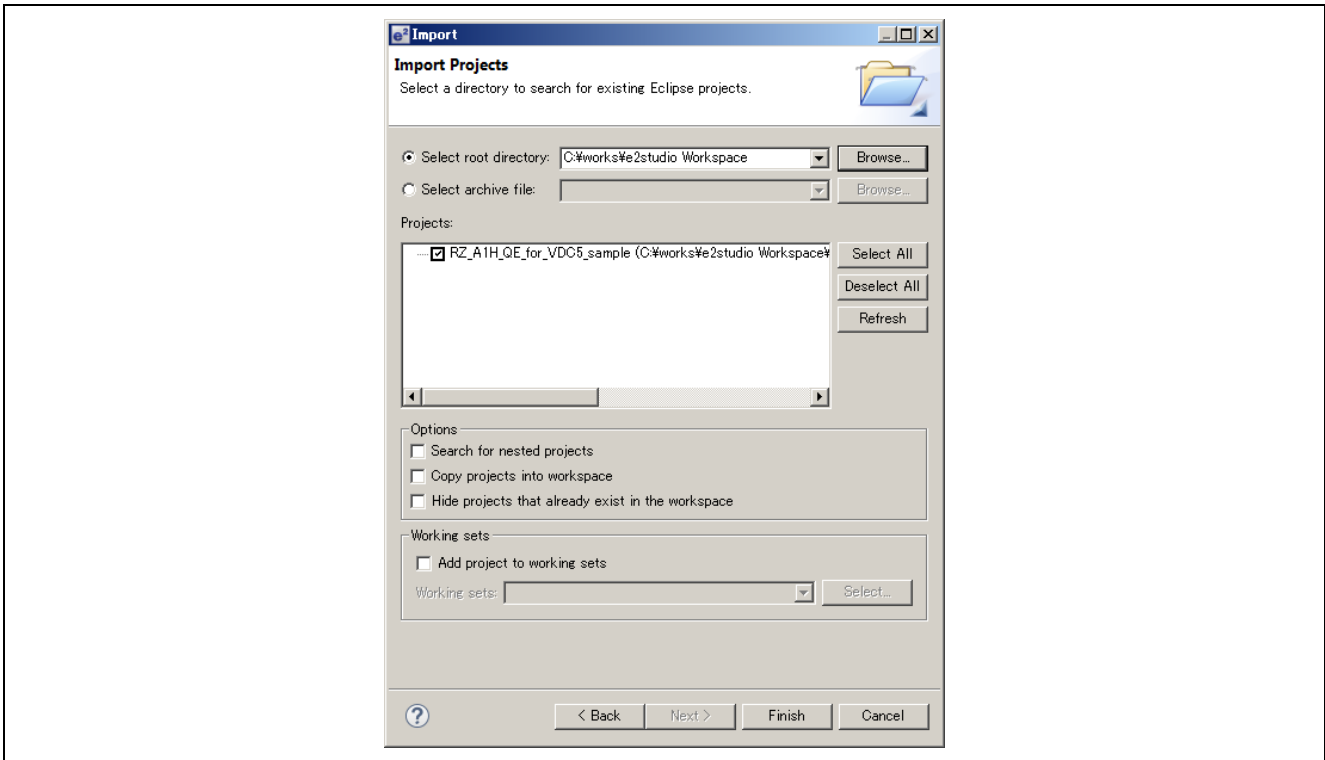 e² Import
Import Projects
Select a directory to search for existing Eclipse projects.
Select root directory: C:¥works¥e2studio Workspace Browse...
Select archive file: Browse...
Projects:
RZ_A1H_QE_for_VDC5_sample (C:¥works¥e2studio Workspace¥ Select All
Deselect All
Refresh
Options
Search for nested projects
Copy projects into workspace
Hide projects that already exist in the workspace
Working sets
Add project to working sets
Working sets: Select...
? < Back Next > Finish Cancel